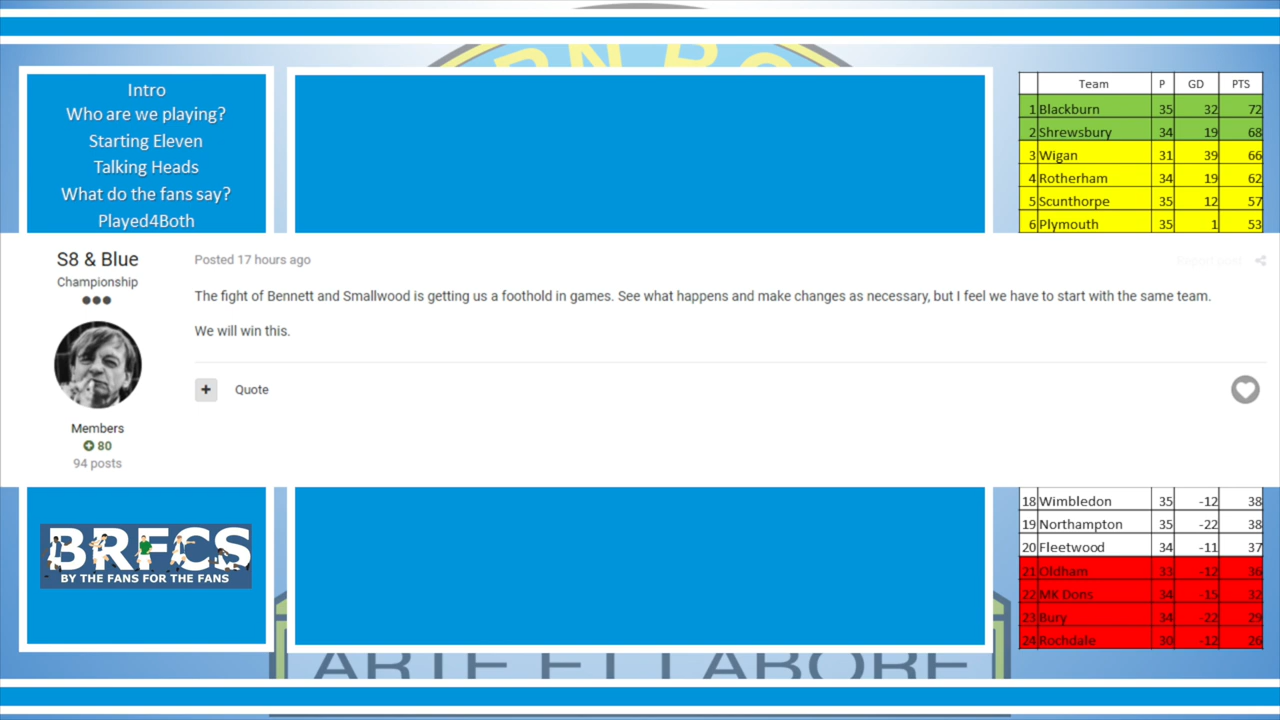 RN RO
Intro
Who are we playing?
Starting Eleven
Talking Heads
What do the fans say?
Played4Both
Team P GD PTS
1 Blackburn 35 32 72
2 Shrewsbury 34 19 68
3 Wigan 31 39 66
4 Rotherham 34 19 62
5 Scunthorpe 35 12 57
6 Plymouth 35 1 53
S8 & Blue
Championship
Posted 17 hours ago
Report post
The fight of Bennett and Smallwood is getting us a foothold in games. See what happens and make changes as necessary, but I feel we have to start with the same team.
We will win this.
+ Quote
Members
80
94 posts
18 Wimbledon 35 -12 38
19 Northampton 35 -22 38
20 Fleetwood 34 -11 37
21 Oldham 33 -12 36
22 MK Dons 34 -15 32
23 Bury 34 -22 29
24 Rochdale 30 -12 26
BRFCS
BY THE FANS FOR THE FANS
ARTE ET LABORE